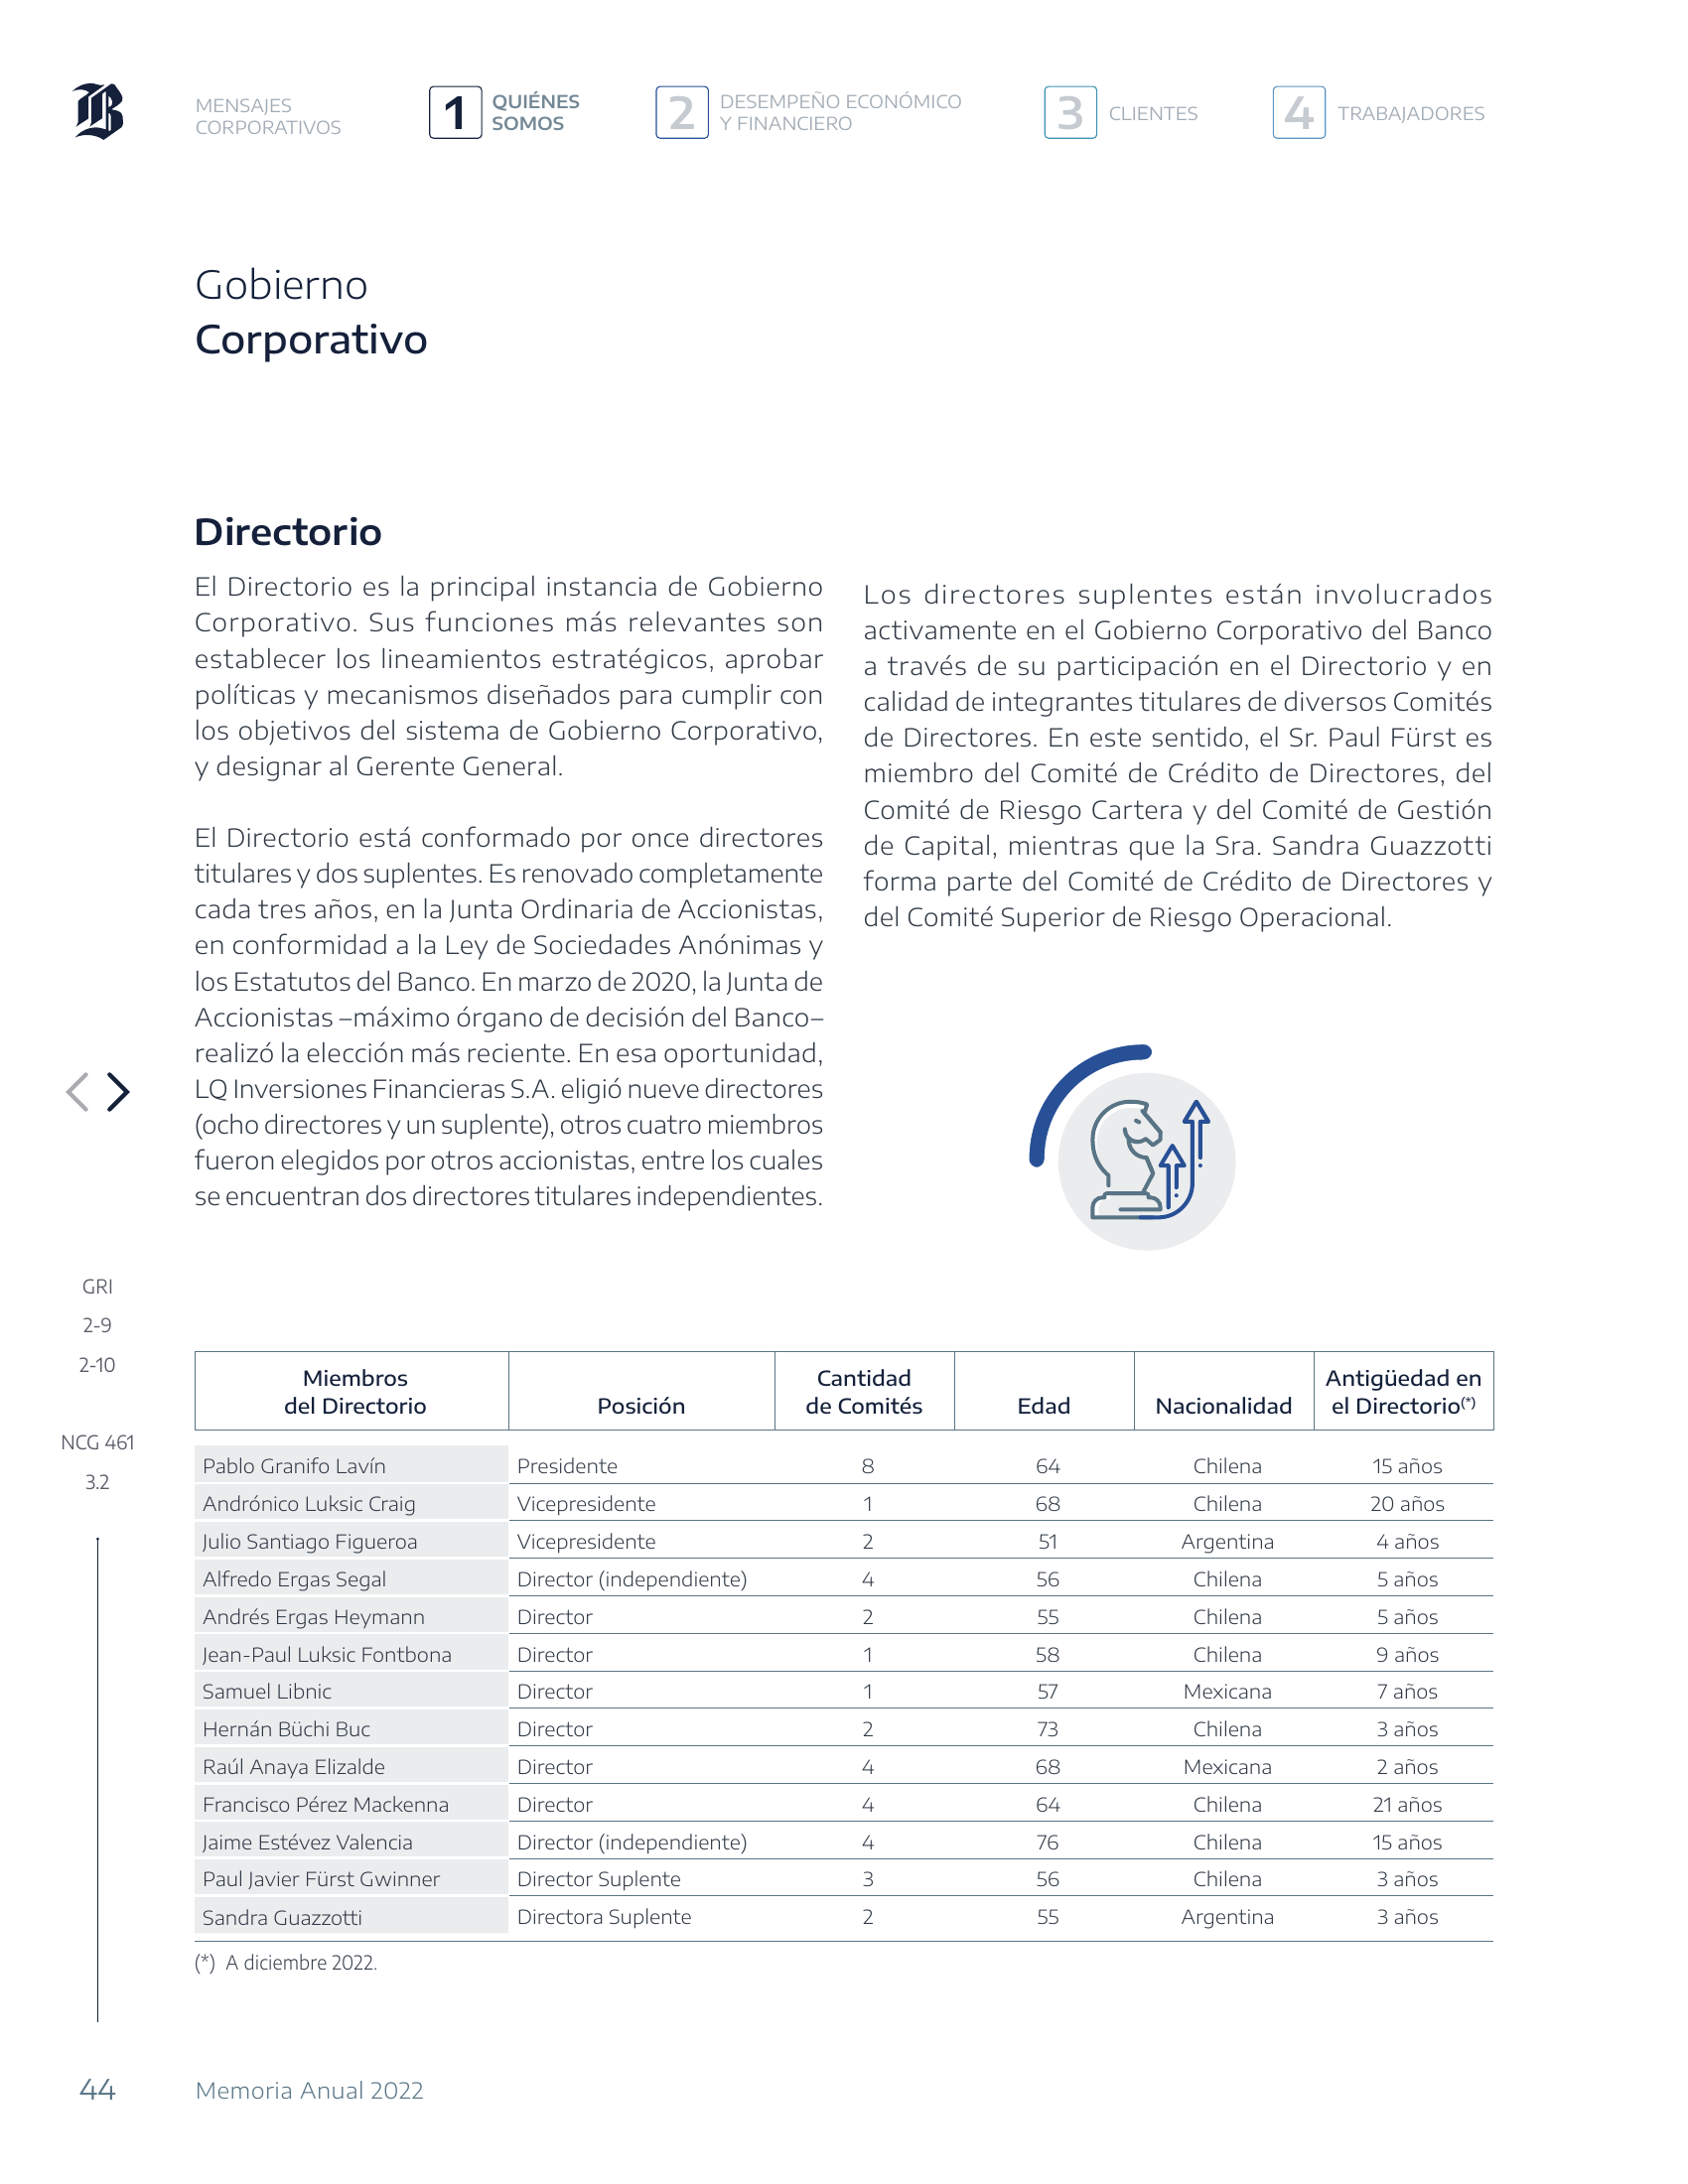 B
MENSAJES
CORPORATIVOS
1
QUIÉNES
SOMOS
2
DESEMPEÑO ECONÓMICO
Y FINANCIERO
3
CLIENTES
4
TRABAJADORES
Gobierno
Corporativo
Directorio
El Directorio es la principal instancia de Gobierno
Corporativo. Sus funciones más relevantes son
establecer los lineamientos estratégicos, aprobar
políticas y mecanismos diseñados para cumplir con
los objetivos del sistema de Gobierno Corporativo,
y designar al Gerente General.
El Directorio está conformado por once directores
titulares y dos suplentes. Es renovado completamente
cada tres años, en la Junta Ordinaria de Accionistas,
en conformidad a la Ley de Sociedades Anónimas y
los Estatutos del Banco. En marzo de 2020, la Junta de
Accionistas –máximo órgano de decisión del Banco–
realizó la elección más reciente. En esa oportunidad,
LQ Inversiones Financieras S.A. eligió nueve directores
(ocho directores y un suplente), otros cuatro miembros
fueron elegidos por otros accionistas, entre los cuales
se encuentran dos directores titulares independientes.
Los directores suplentes están involucrados
activamente en el Gobierno Corporativo del Banco
a través de su participación en el Directorio y en
calidad de integrantes titulares de diversos Comités
de Directores. En este sentido, el Sr. Paul Fürst es
miembro del Comité de Crédito de Directores, del
Comité de Riesgo Cartera y del Comité de Gestión
de Capital, mientras que la Sra. Sandra Guazzotti
forma parte del Comité de Crédito de Directores y
del Comité Superior de Riesgo Operacional.
GRI
2-9
2-10
NCG 461
3.2
Miembros
del Directorio
Posición
Cantidad
de Comités
Edad
Nacionalidad
Antigüedad en
el Directorio(*)
Pablo Granifo Lavín Presidente 8 64 Chilena 15 años
Andrónico Luksic Craig Vicepresidente 1 68 Chilena 20 años
Julio Santiago Figueroa Vicepresidente 2 51 Argentina 4 años
Alfredo Ergas Segal Director (independiente) 4 56 Chilena 5 años
Andrés Ergas Heymann Director 2 55 Chilena 5 años
Jean-Paul Luksic Fontbona Director 1 58 Chilena 9 años
Samuel Libnic Director 1 57 Mexicana 7 años
Hernán Büchi Buc Director 2 73 Chilena 3 años
Raúl Anaya Elizalde Director 4 68 Mexicana 2 años
Francisco Pérez Mackenna Director 4 64 Chilena 21 años
Jaime Estévez Valencia Director (independiente) 4 76 Chilena 15 años
Paul Javier Fürst Gwinner Director Suplente 3 56 Chilena 3 años
Sandra Guazzotti Directora Suplente 2 55 Argentina 3 años
(*) A diciembre 2022.
44
Memoria Anual 2022